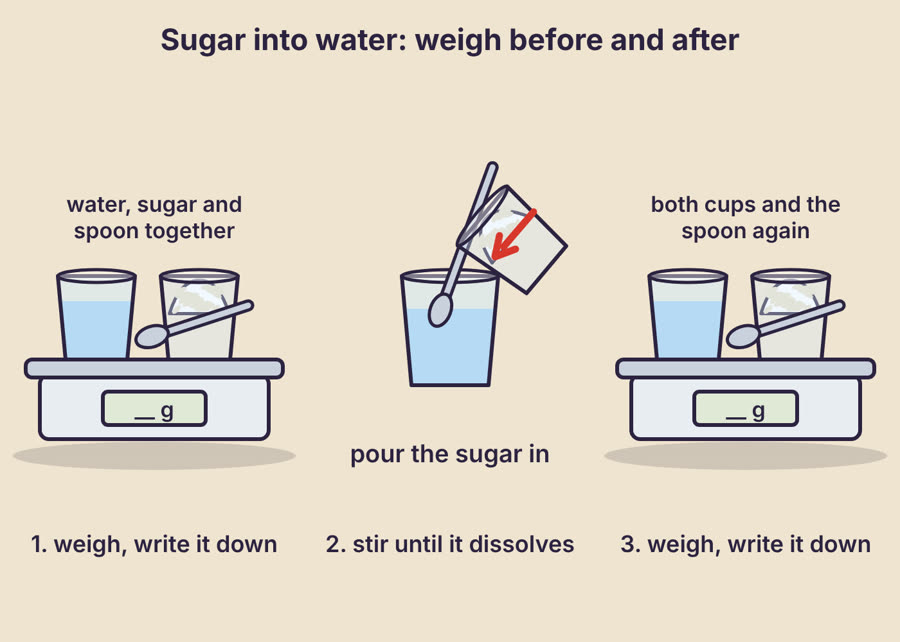 Sugar into water: weigh before and after
water, sugar and
spoon together
__ g
1. weigh, write it down
pour the sugar in
2. stir until it dissolves
both cups and the
spoon again
__ g
3. weigh, write it down